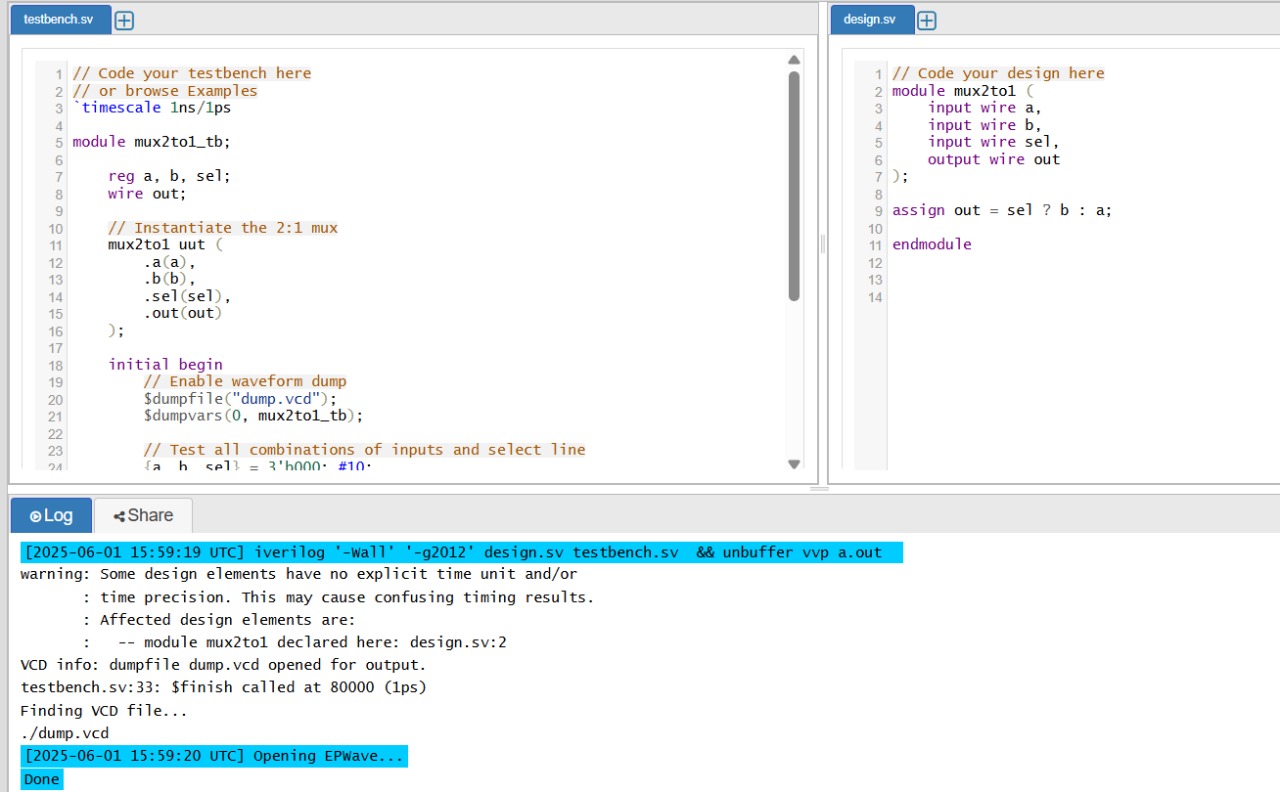 testbench.sv
1 // Code your testbench here
2 // or browse Examples
3 `timescale 1ns/1ps
4
5 module mux2to1_tb;
6
7     reg a, b, sel;
8     wire out;
9
10     // Instantiate the 2:1 mux
11     mux2to1 uut (
12         .a(a),
13         .b(b),
14         .sel(sel),
15         .out(out)
16     );
17
18     initial begin
19         // Enable waveform dump
20         $dumpfile("dump.vcd");
21         $dumpvars(0, mux2to1_tb);
22
23         // Test all combinations of inputs and select line
24         {a, b, sel} = 3'b000; #10;
design.sv
1 // Code your design here
2 module mux2to1 (
3     input wire a,
4     input wire b,
5     input wire sel,
6     output wire out
7 );
8
9 assign out = sel ? b : a;
10
11 endmodule
12
13
14
Log
Share
[2025-06-01 15:59:19 UTC] iverilog '-Wall' '-g2012' design.sv testbench.sv  && unbuffer vvp a.out
warning: Some design elements have no explicit time unit and/or
       : time precision. This may cause confusing timing results.
       : Affected design elements are:
       :   -- module mux2to1 declared here: design.sv:2
VCD info: dumpfile dump.vcd opened for output.
testbench.sv:33: $finish called at 80000 (1ps)
Finding VCD file...
./dump.vcd
[2025-06-01 15:59:20 UTC] Opening EPWave...
Done